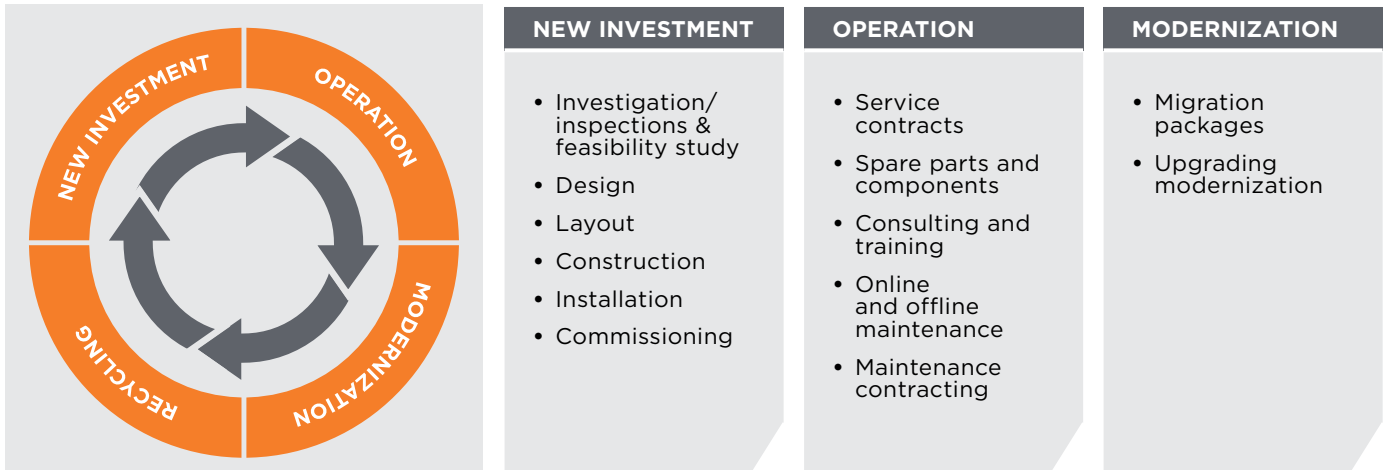 NEW INVESTMENT
OPERATION
MODERNIZATION
RECYCLING
NEW INVESTMENT
• Investigation/
inspections &
feasibility study
• Design
• Layout
• Construction
• Installation
• Commissioning
OPERATION
• Service
contracts
• Spare parts and
components
• Consulting and
training
• Online
and offline
maintenance
• Maintenance
contracting
MODERNIZATION
• Migration
packages
• Upgrading
modernization